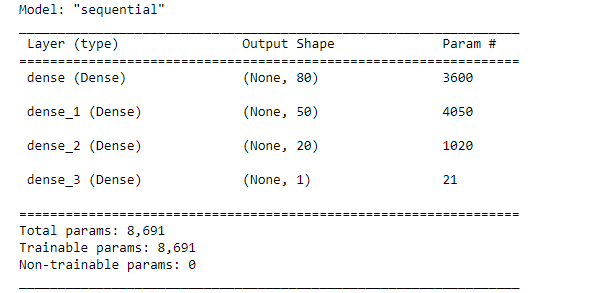 Model: "sequential"
_________________________________________________________________
Layer (type) Output Shape Param #
=================================================================
dense (Dense) (None, 80) 3600
dense_1 (Dense) (None, 50) 4050
dense_2 (Dense) (None, 20) 1020
dense_3 (Dense) (None, 1) 21
=================================================================
Total params: 8,691
Trainable params: 8,691
Non-trainable params: 0
_________________________________________________________________